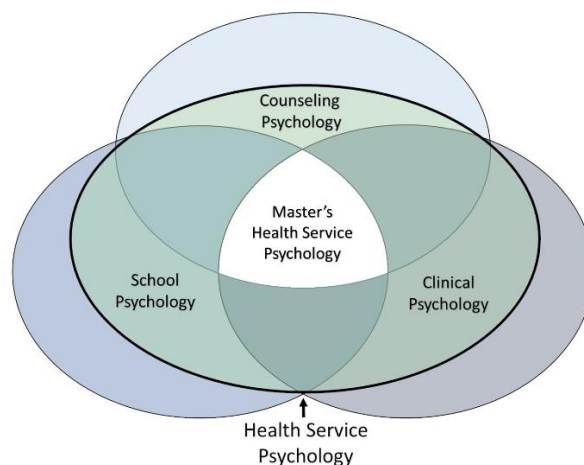 Counseling
Psychology
Master's
Health Service
Psychology
School
Psychology
Clinical
Psychology
Health Service
Psychology